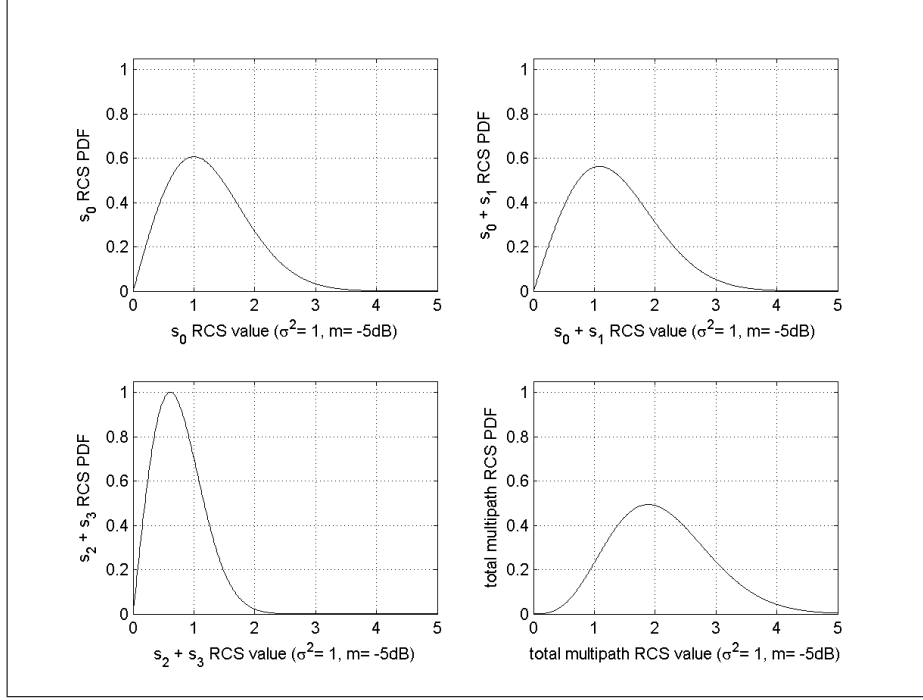 1
0.8
0.6
0.4
0.2
0
s₀ RCS PDF
0 1 2 3 4 5
s₀ RCS value (σ²= 1, m= -5dB)
1
0.8
0.6
0.4
0.2
0
s₀ + s₁ RCS PDF
0 1 2 3 4 5
s₀ + s₁ RCS value (σ²= 1, m= -5dB)
1
0.8
0.6
0.4
0.2
0
s₂ + s₃ RCS PDF
0 1 2 3 4 5
s₂ + s₃ RCS value (σ²= 1, m= -5dB)
1
0.8
0.6
0.4
0.2
0
total multipath RCS PDF
0 1 2 3 4 5
total multipath RCS value (σ²= 1, m= -5dB)